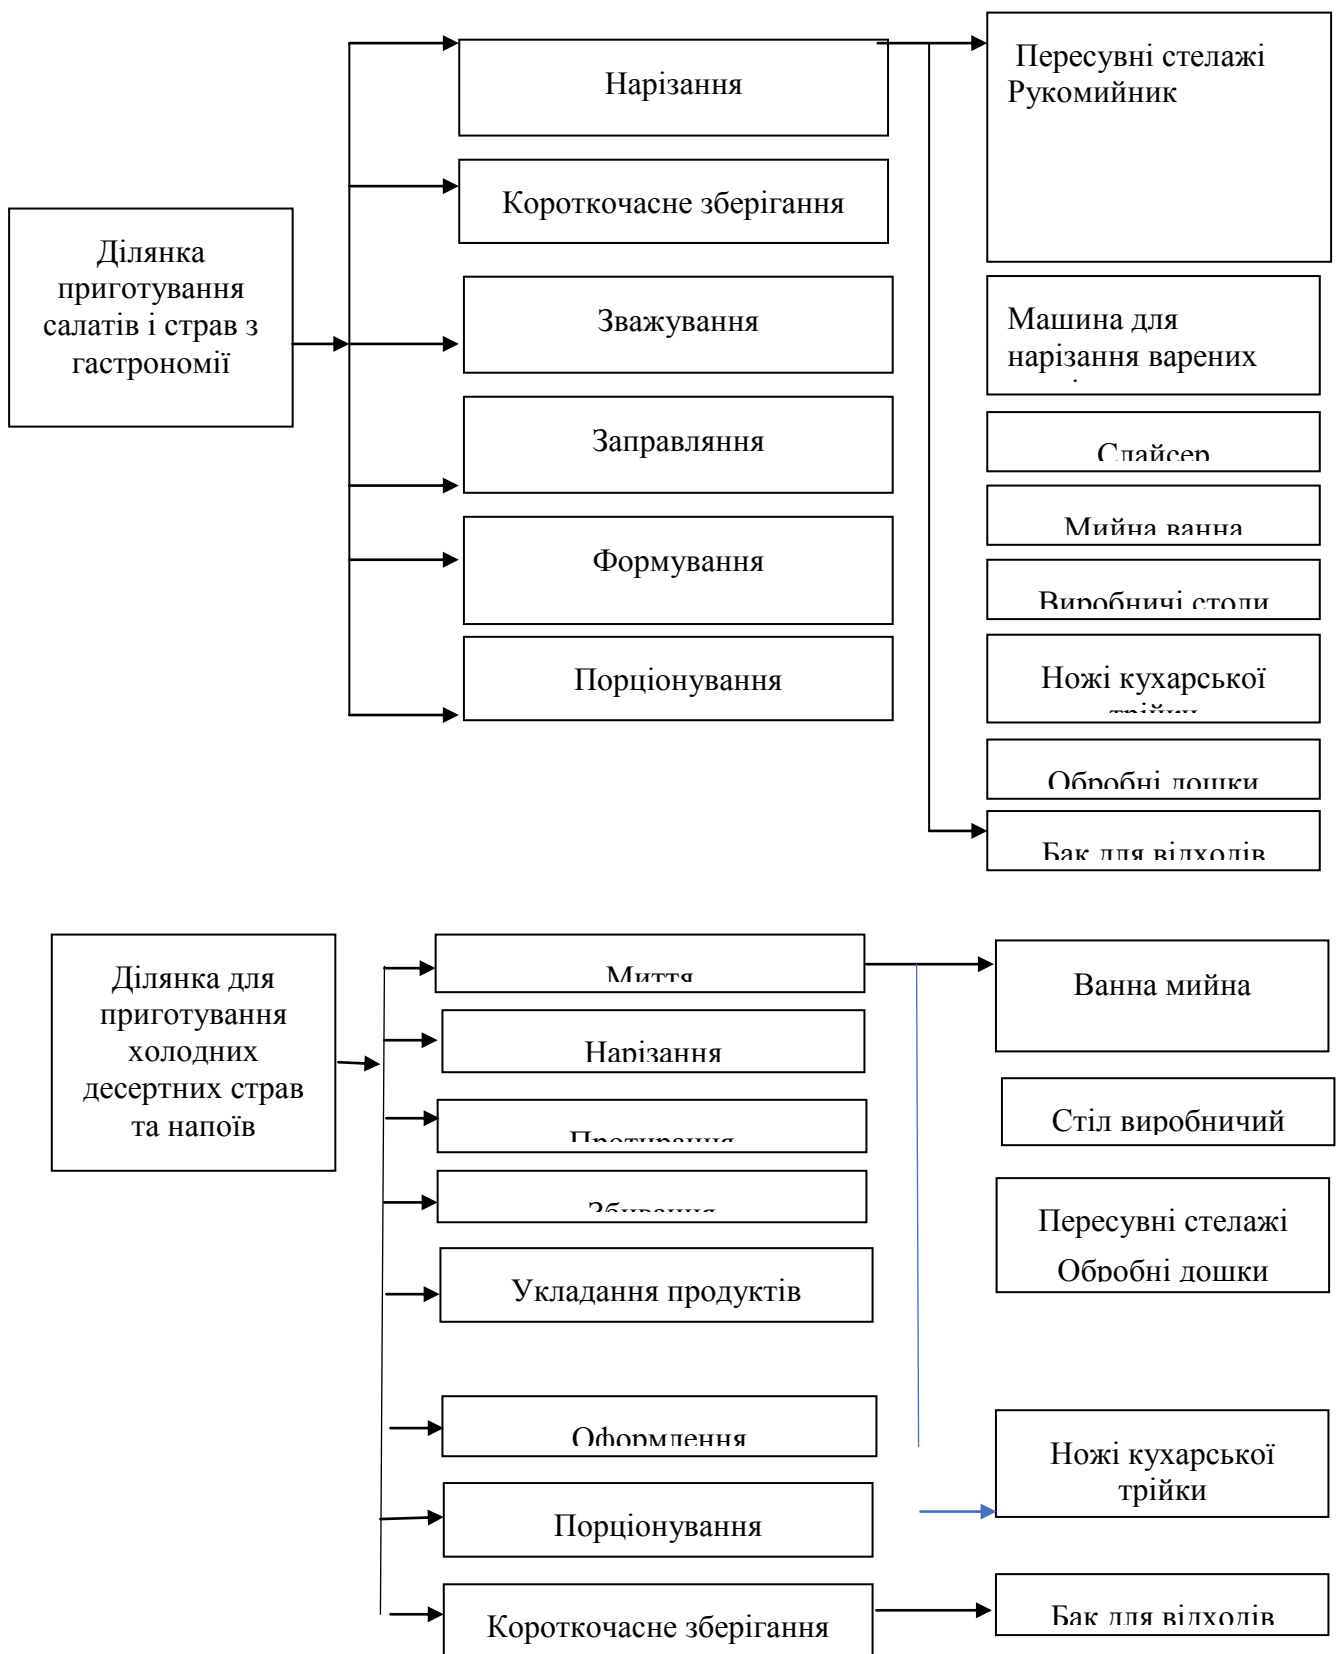 Ділянка
приготування
салатів і страв з
гастрономії
Нарізання
Короткочасне зберігання
Зважування
Заправляння
Формування
Порціонування
Пересувні стелажі
Рукомийник
Машина для
нарізання варених
Слайсер
Мийна ванна
Виробничі столи
Ножі кухарської
трійки
Обробні дошки
Бак для відходів
Ділянка для
приготування
холодних
десертних страв
та напоїв
Миття
Нарізання
Протирання
Збивання
Укладання продуктів
Оформлення
Порціонування
Короткочасне зберігання
Ванна мийна
Стіл виробничий
Пересувні стелажі
Обробні дошки
Ножі кухарської
трійки
Бак для відходів